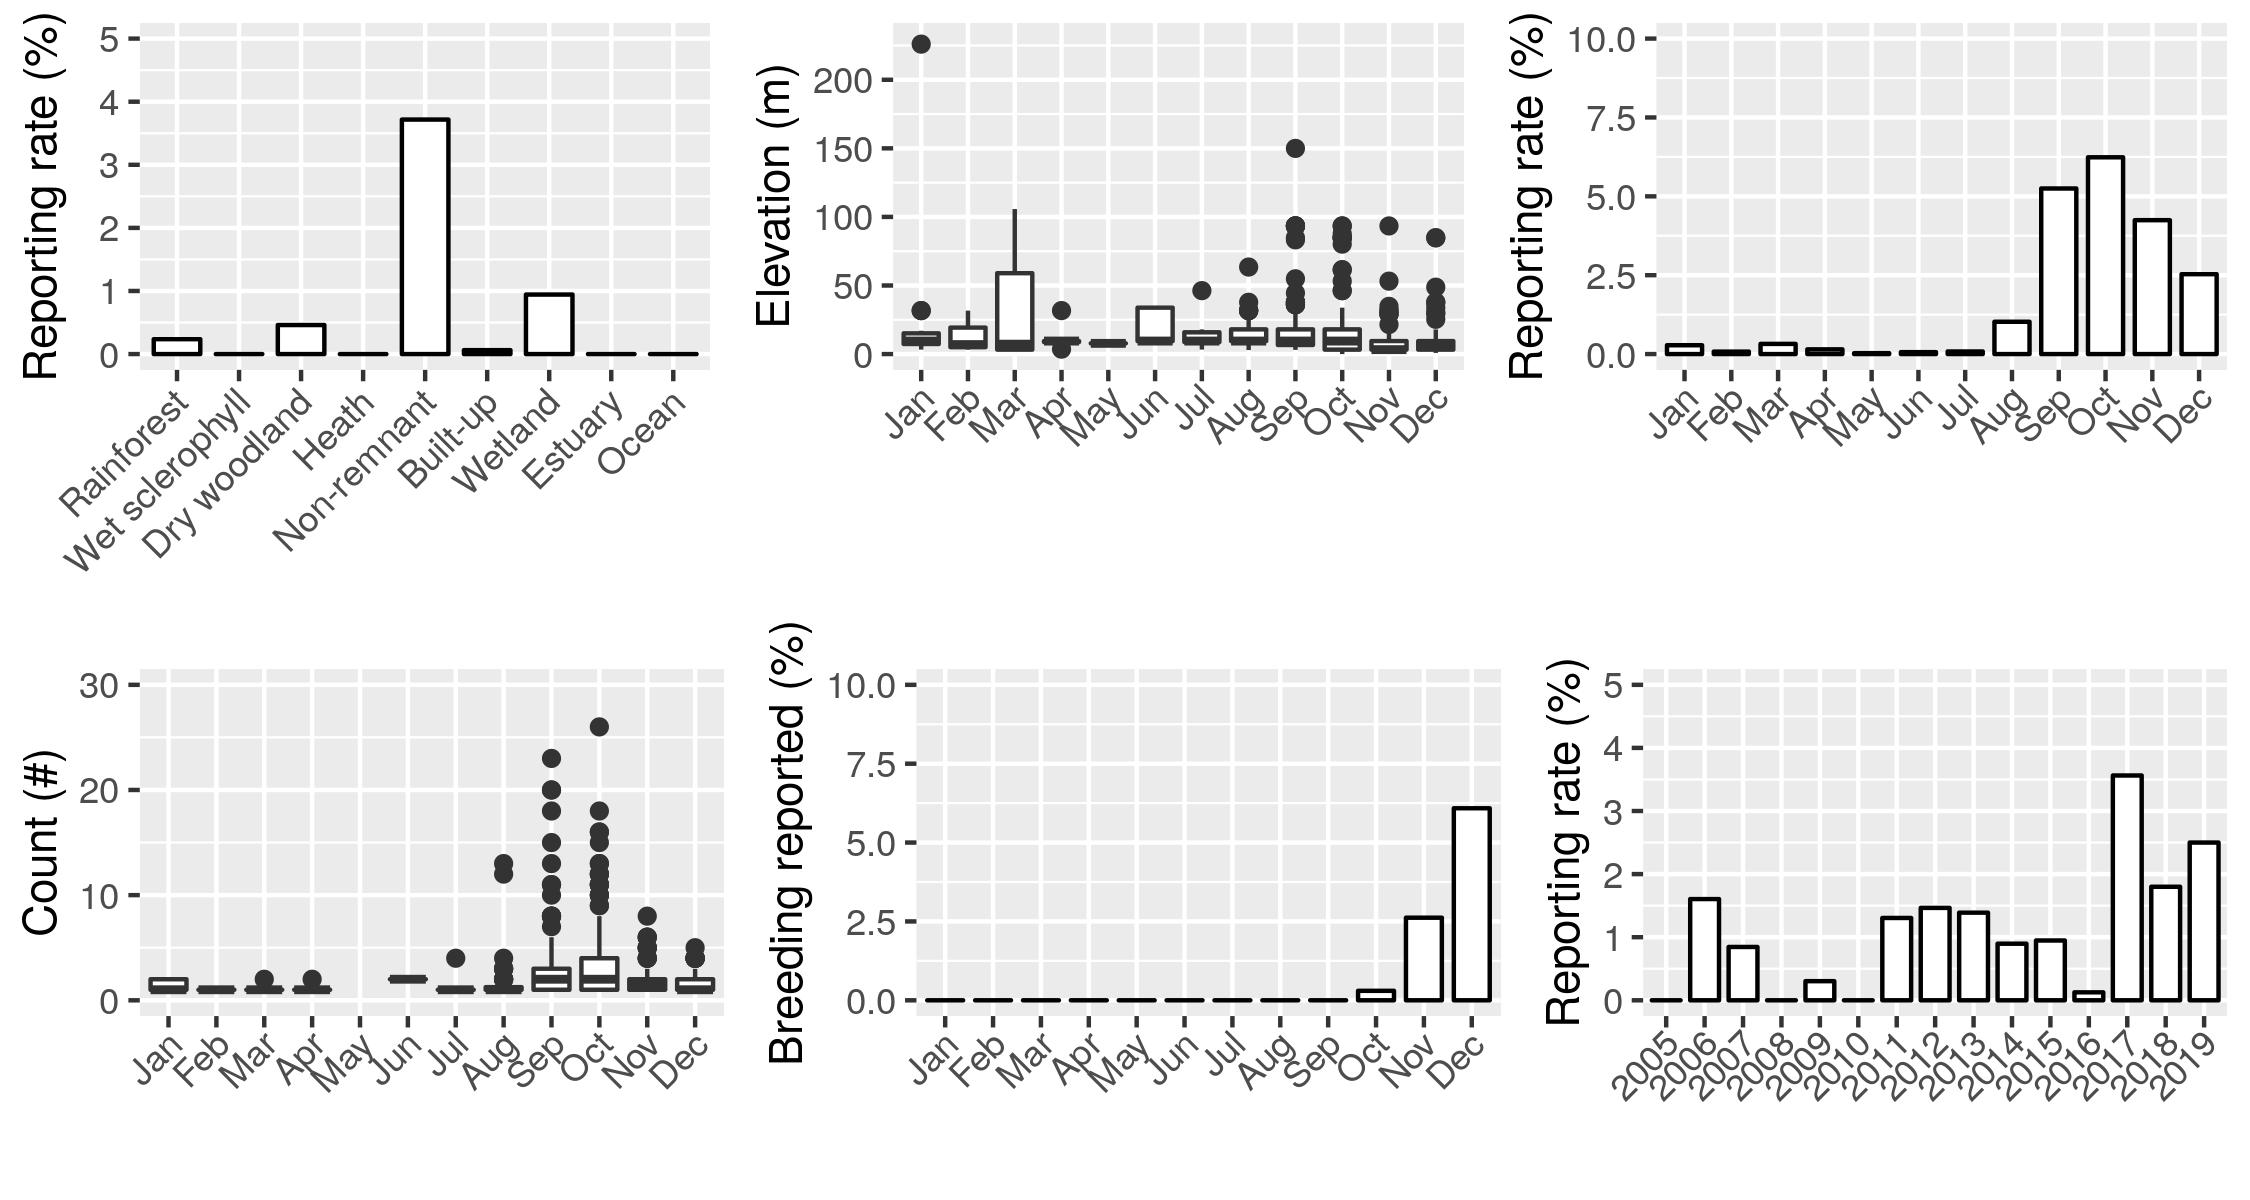 Reporting rate (%)
5
4
3
2
1
0
Rainforest
Wet sclerophyll
Dry woodland
Heath
Non-remnant
Built-up
Wetland
Estuary
Ocean
Elevation (m)
200
150
100
50
0
Jan
Feb
Mar
Apr
May
Jun
Jul
Aug
Sep
Oct
Nov
Dec
Reporting rate (%)
10.0
7.5
5.0
2.5
0.0
Jan
Feb
Mar
Apr
May
Jun
Jul
Aug
Sep
Oct
Nov
Dec
Count (#)
30
20
10
0
Jan
Feb
Mar
Apr
May
Jun
Jul
Aug
Sep
Oct
Nov
Dec
Breeding reported (%)
10.0
7.5
5.0
2.5
0.0
Jan
Feb
Mar
Apr
May
Jun
Jul
Aug
Sep
Oct
Nov
Dec
Reporting rate (%)
5
4
3
2
1
0
2005
2006
2007
2008
2009
2010
2011
2012
2013
2014
2015
2016
2017
2018
2019